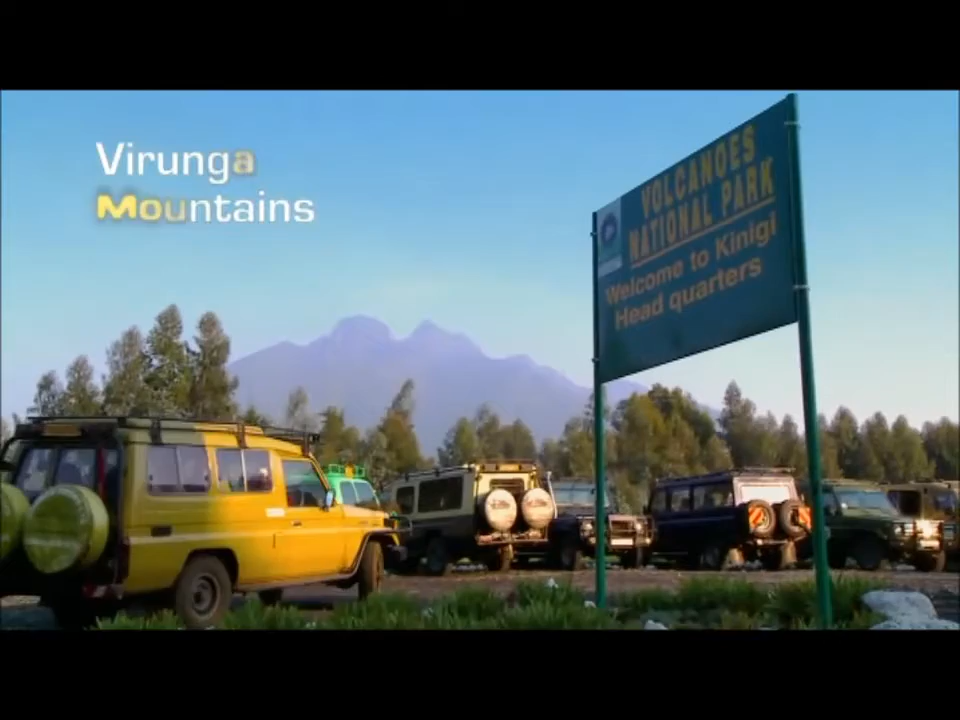 Virunga
Mountains
VOLCANOES
NATIONAL PARK
Welcome to Kinigi
Head quarters